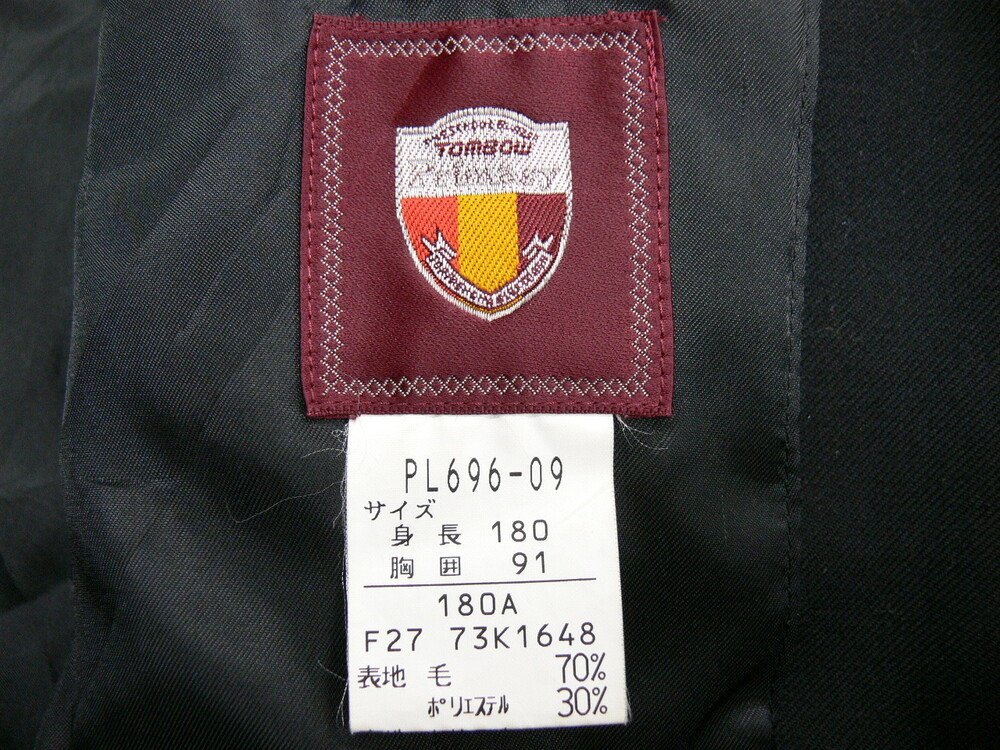 TOMBOW
PL696-09
サイズ
身長 180
胸囲 91
180A
F27 73K1648
表地 毛 70%
ポリエステル 30%